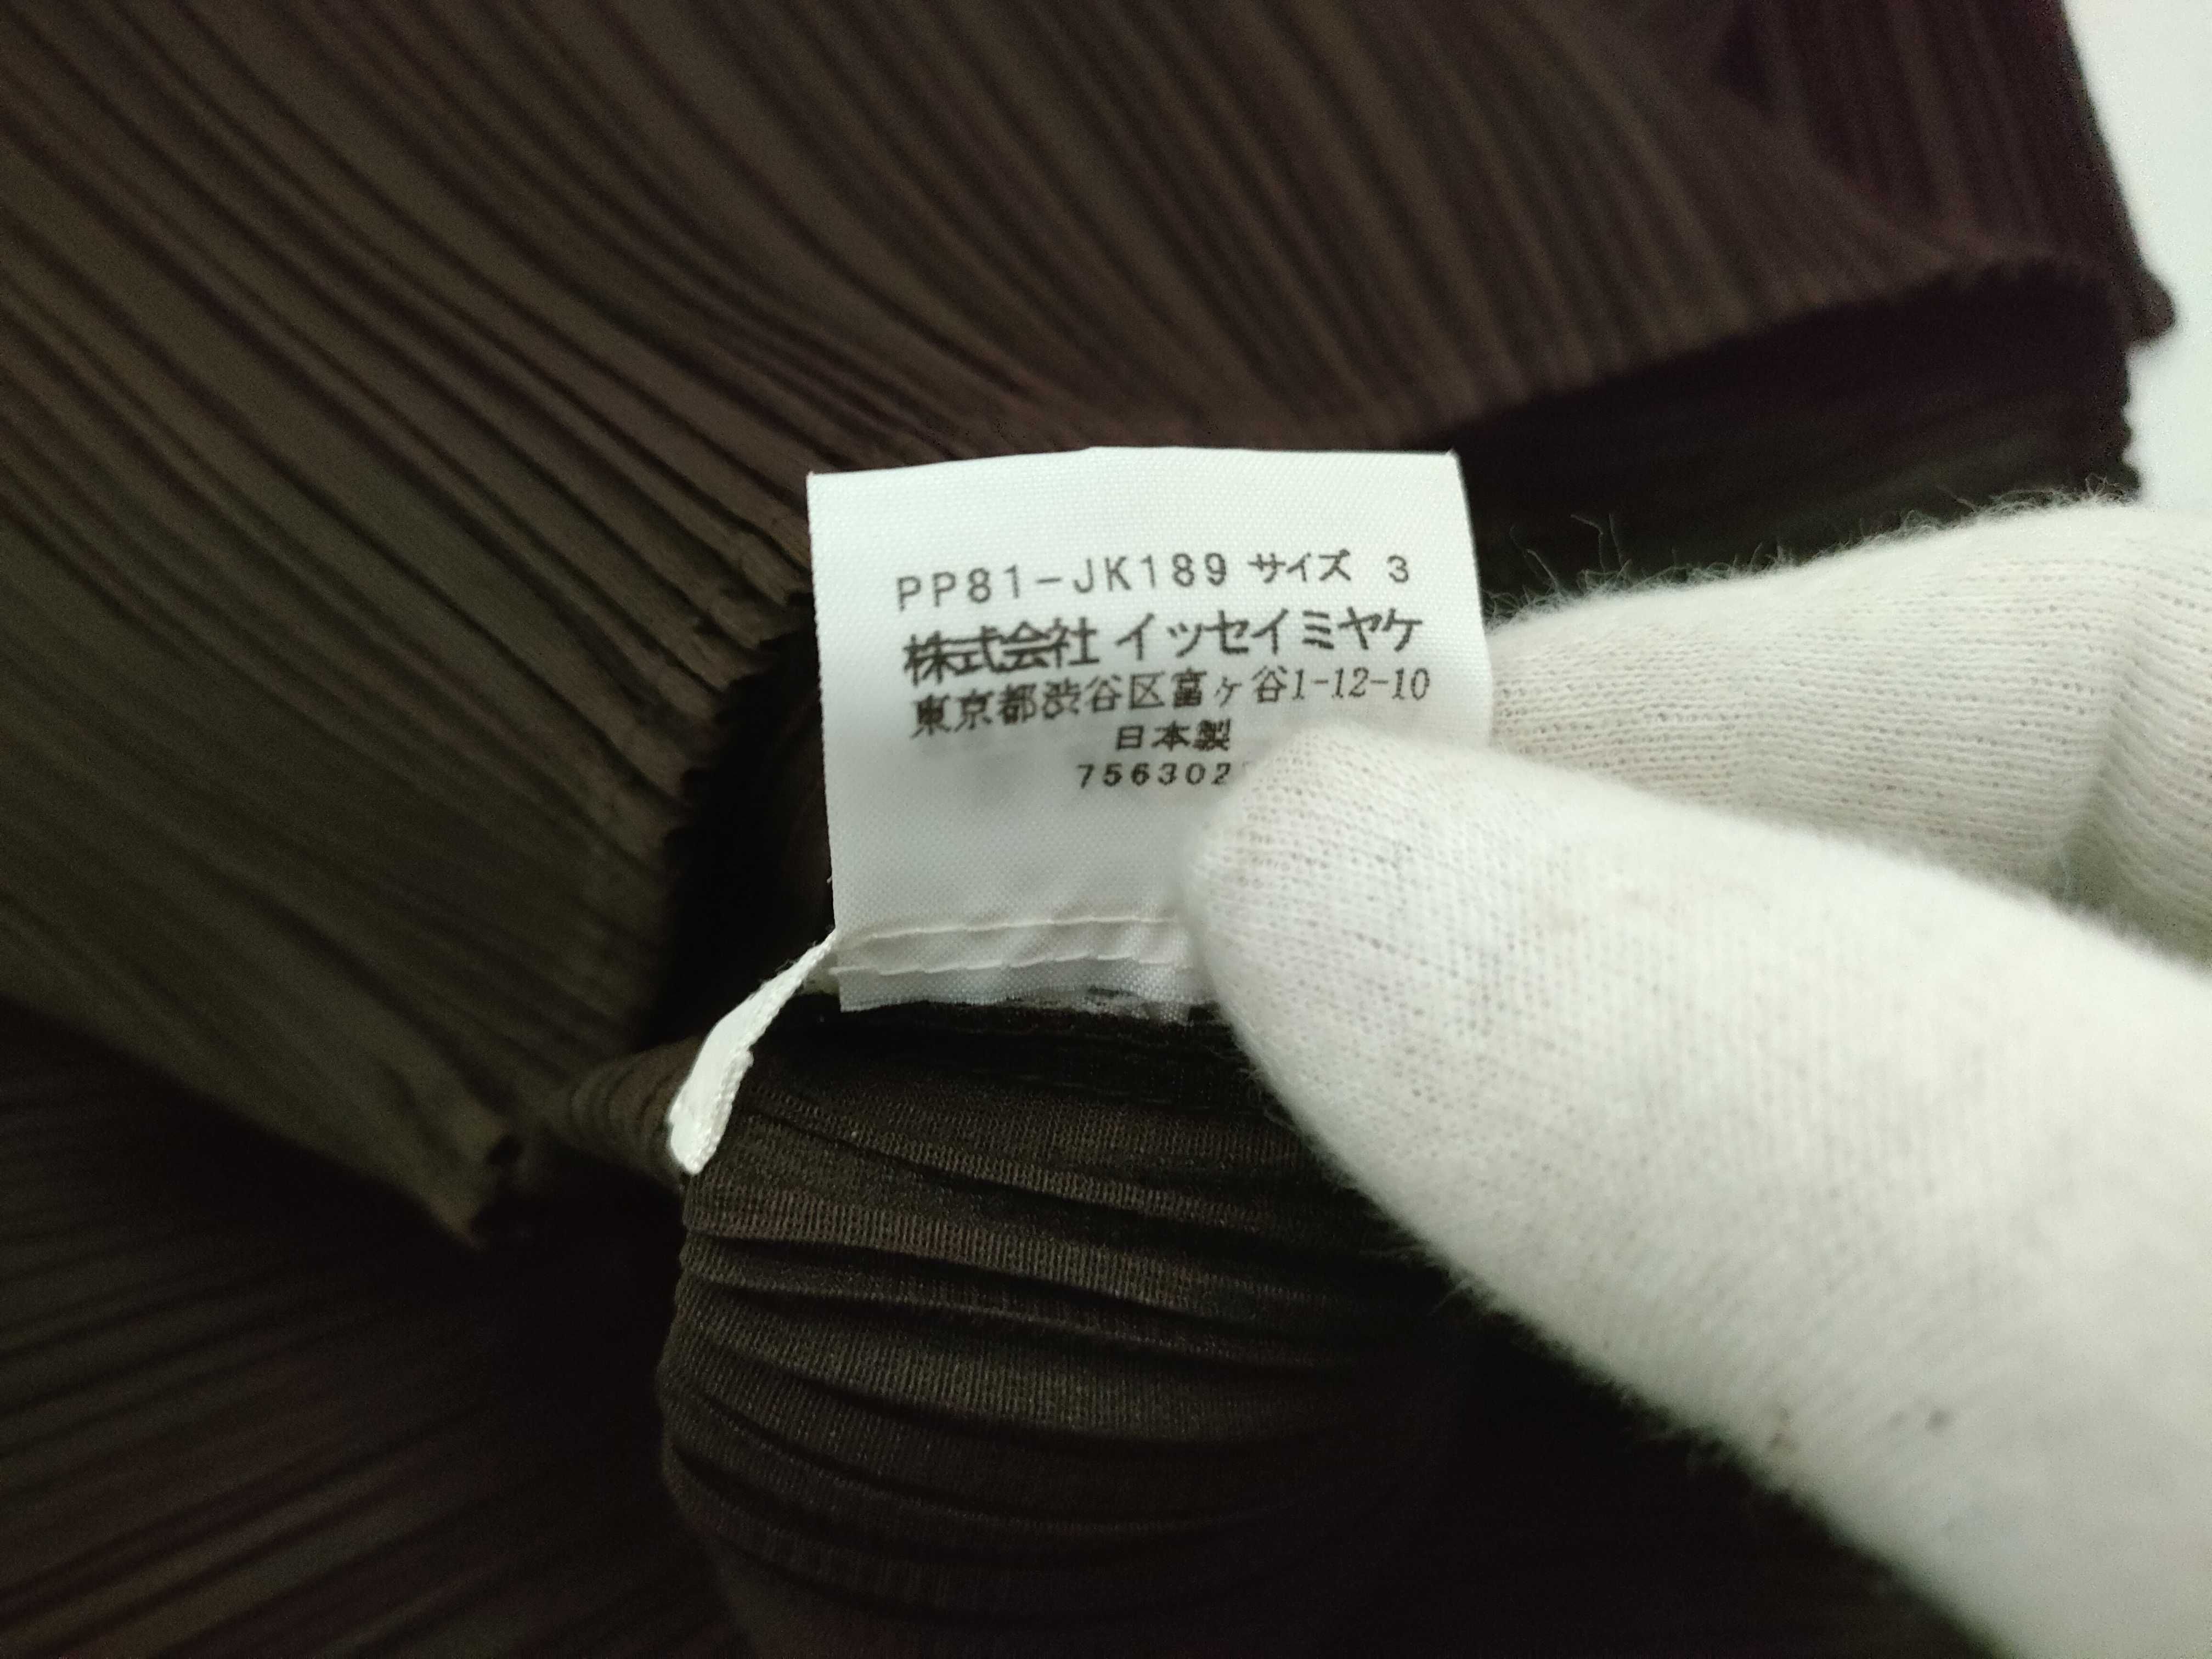 PP81-JK189 サイズ 3
株式会社 イッセイミヤケ
東京都渋谷区富ヶ谷1-12-10
日本製